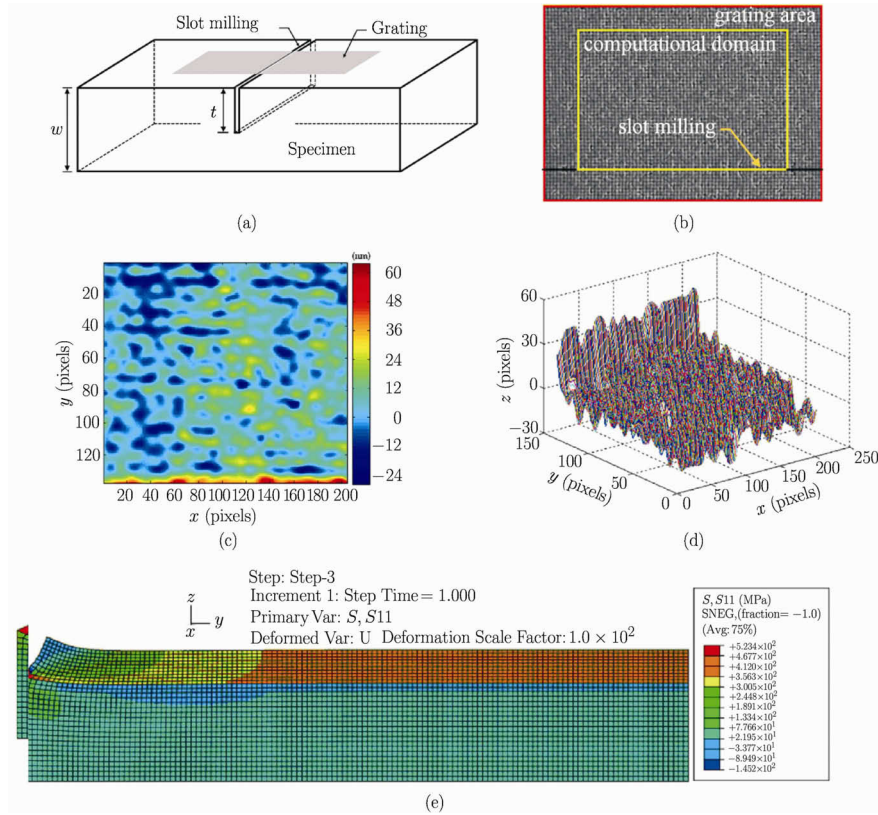 Slot milling
Grating
t
w
Specimen
(a)
grating area
computational domain
slot milling
(b)
(um)
60
48
36
24
12
0
−12
−24
20
40
60
80
100
120
y (pixels)
20 40 60 80 100 120 140 160 180 200
x (pixels)
(c)
60
30
0
−30
z (pixels)
150
100
50
0
y (pixels)
0
50
100
150
200
250
x (pixels)
(d)
Step: Step-3
Increment 1: Step Time = 1.000
Primary Var: S, S11
Deformed Var: U Deformation Scale Factor: 1.0 × 10²
z
x y
S, S11 (MPa)
SNEG, (fraction= −1.0)
(Avg: 75%)
+5.234×10²
+4.677×10²
+4.120×10²
+3.563×10²
+3.005×10²
+2.448×10²
+1.891×10²
+1.334×10²
+7.766×10¹
+2.195×10¹
−3.377×10¹
−8.949×10¹
−1.452×10²
(e)